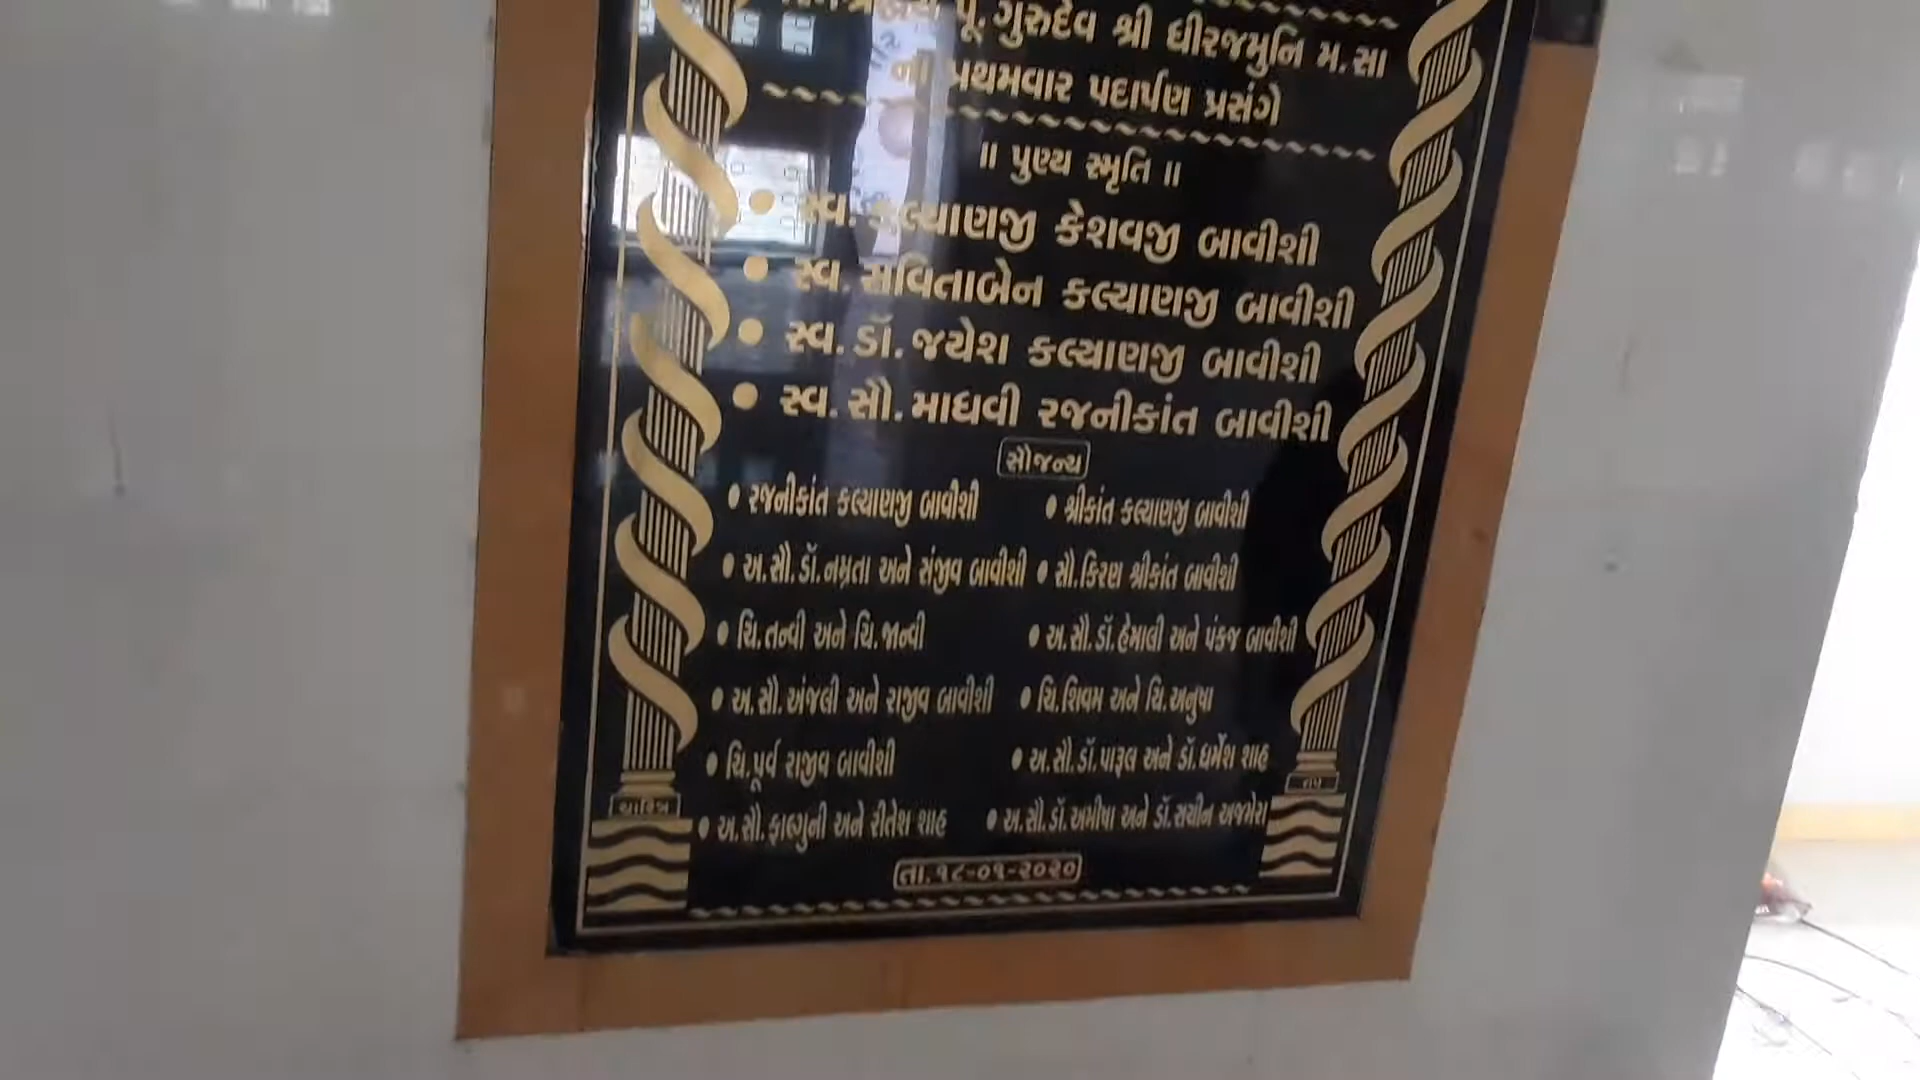 પૂ. ગુરુદેવ શ્રી ધીરજમુનિ મ.સા
ના પ્રથમવાર પદાર્પણ પ્રસંગે
॥ પુણ્ય સ્મૃતિ ॥
• સ્વ. કલ્યાણજી કેશવજી બાવીશી
• સ્વ. સવિતાબેન કલ્યાણજી બાવીશી
• સ્વ. ડૉ. જયેશ કલ્યાણજી બાવીશી
• સ્વ. સૌ. માધવી રજનીકાંત બાવીશી
સૌજન્ય
• રજનીકાંત કલ્યાણજી બાવીશી • શ્રીકાંત કલ્યાણજી બાવીશી
• અ.સૌ.ડૉ.નમ્રતા અને સંજીવ બાવીશી • સૌ.કિરણ શ્રીકાંત બાવીશી
• ચિ.તન્વી અને ચિ.જાન્વી • અ.સૌ.ડૉ.હેમાલી અને પંકજ બાવીશી
• અ.સૌ.અંજલી અને રાજીવ બાવીશી • ચિ.શિવમ અને ચિ.અનુષા
• ચિ.પૂર્વ રાજીવ બાવીશી • અ.સૌ.ડૉ.પારૂલ અને ડૉ.ધર્મેશ શાહ
• અ.સૌ.ફાલ્ગુની અને રીતેશ શાહ • અ.સૌ.ડૉ.અમીષા અને ડૉ.સચીન અજમેરા
ચારિત્ર તપ
તા.૧૮-૦૧-૨૦૨૦